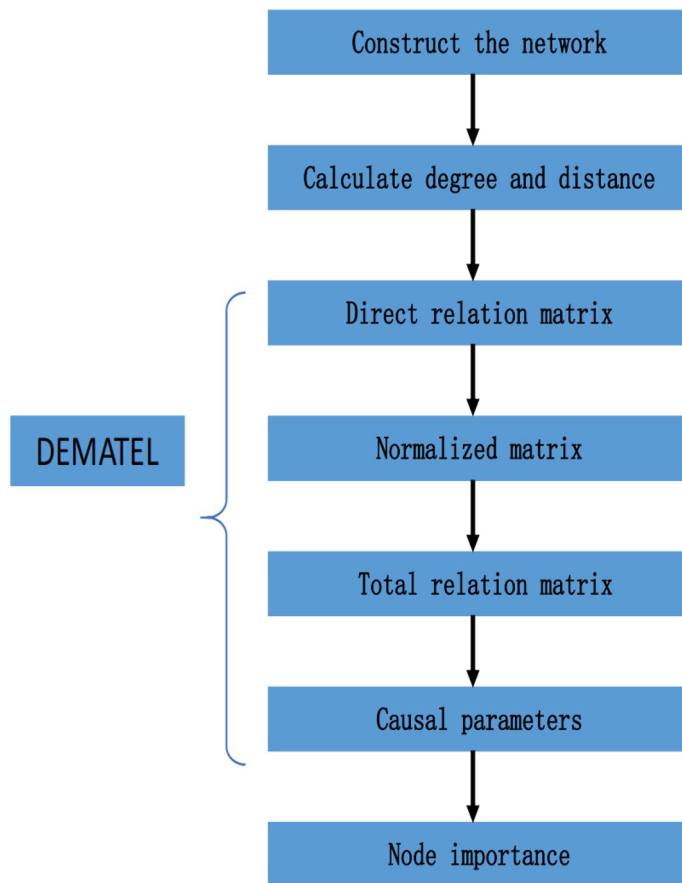 Construct the network
Calculate degree and distance
Direct relation matrix
DEMATEL
Normalized matrix
Total relation matrix
Causal parameters
Node importance